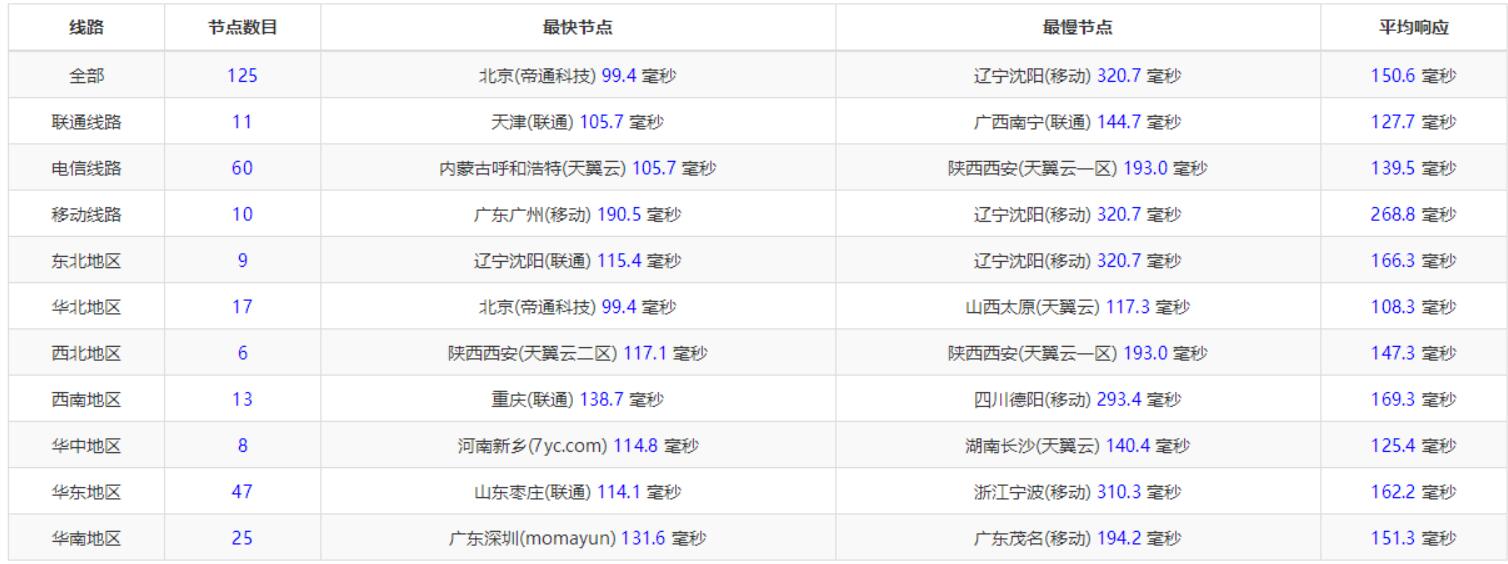 线路 节点数目 最快节点 最慢节点 平均响应
全部 125 北京(帝通科技) 99.4 毫秒 辽宁沈阳(移动) 320.7 毫秒 150.6 毫秒
联通线路 11 天津(联通) 105.7 毫秒 广西南宁(联通) 144.7 毫秒 127.7 毫秒
电信线路 60 内蒙古呼和浩特(天翼云) 105.7 毫秒 陕西西安(天翼云一区) 193.0 毫秒 139.5 毫秒
移动线路 10 广东广州(移动) 190.5 毫秒 辽宁沈阳(移动) 320.7 毫秒 268.8 毫秒
东北地区 9 辽宁沈阳(联通) 115.4 毫秒 辽宁沈阳(移动) 320.7 毫秒 166.3 毫秒
华北地区 17 北京(帝通科技) 99.4 毫秒 山西太原(天翼云) 117.3 毫秒 108.3 毫秒
西北地区 6 陕西西安(天翼云二区) 117.1 毫秒 陕西西安(天翼云一区) 193.0 毫秒 147.3 毫秒
西南地区 13 重庆(联通) 138.7 毫秒 四川德阳(移动) 293.4 毫秒 169.3 毫秒
华中地区 8 河南新乡(7yc.com) 114.8 毫秒 湖南长沙(天翼云) 140.4 毫秒 125.4 毫秒
华东地区 47 山东枣庄(联通) 114.1 毫秒 浙江宁波(移动) 310.3 毫秒 162.2 毫秒
华南地区 25 广东深圳(momayun) 131.6 毫秒 广东茂名(移动) 194.2 毫秒 151.3 毫秒